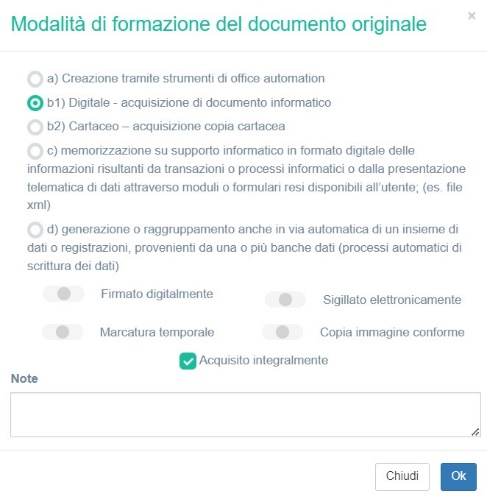 Modalità di formazione del documento originale
×
a) Creazione tramite strumenti di office automation
b1) Digitale - acquisizione di documento informatico
b2) Cartaceo – acquisizione copia cartacea
c) memorizzazione su supporto informatico in formato digitale delle
informazioni risultanti da transazioni o processi informatici o dalla presentazione
telematica di dati attraverso moduli o formulari resi disponibili all'utente; (es. file
xml)
d) generazione o raggruppamento anche in via automatica di un insieme di
dati o registrazioni, provenienti da una o più banche dati (processi automatici di
scrittura dei dati)
Firmato digitalmente
Sigillato elettronicamente
Marcatura temporale
Copia immagine conforme
Acquisito integralmente
Note
Chiudi
Ok